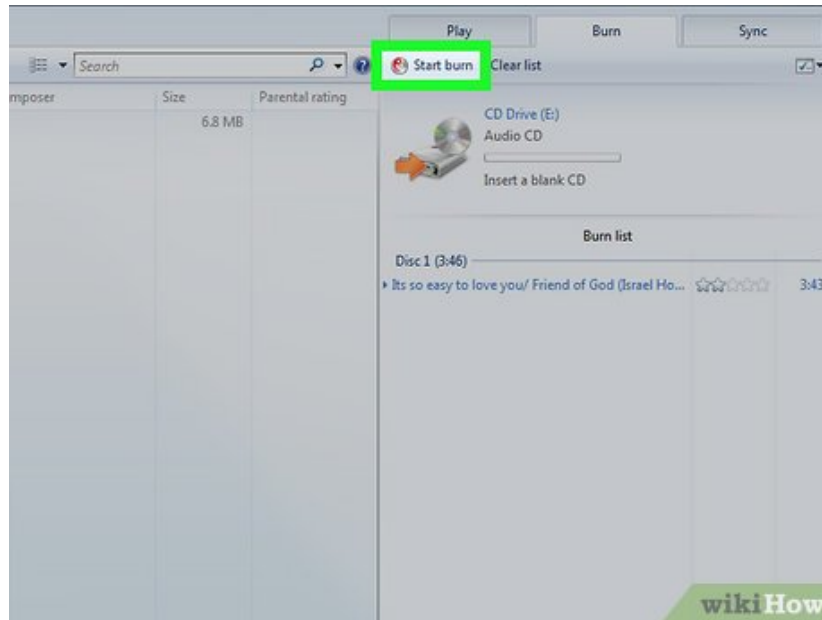 Play Burn Sync
Search
Start burn Clear list
mposer Size Parental rating
6.8 MB
CD Drive (E:)
Audio CD
Insert a blank CD
Burn list
Disc 1 (3:46)
Its so easy to love you/ Friend of God (Israel Ho... 3:43
wikiHow